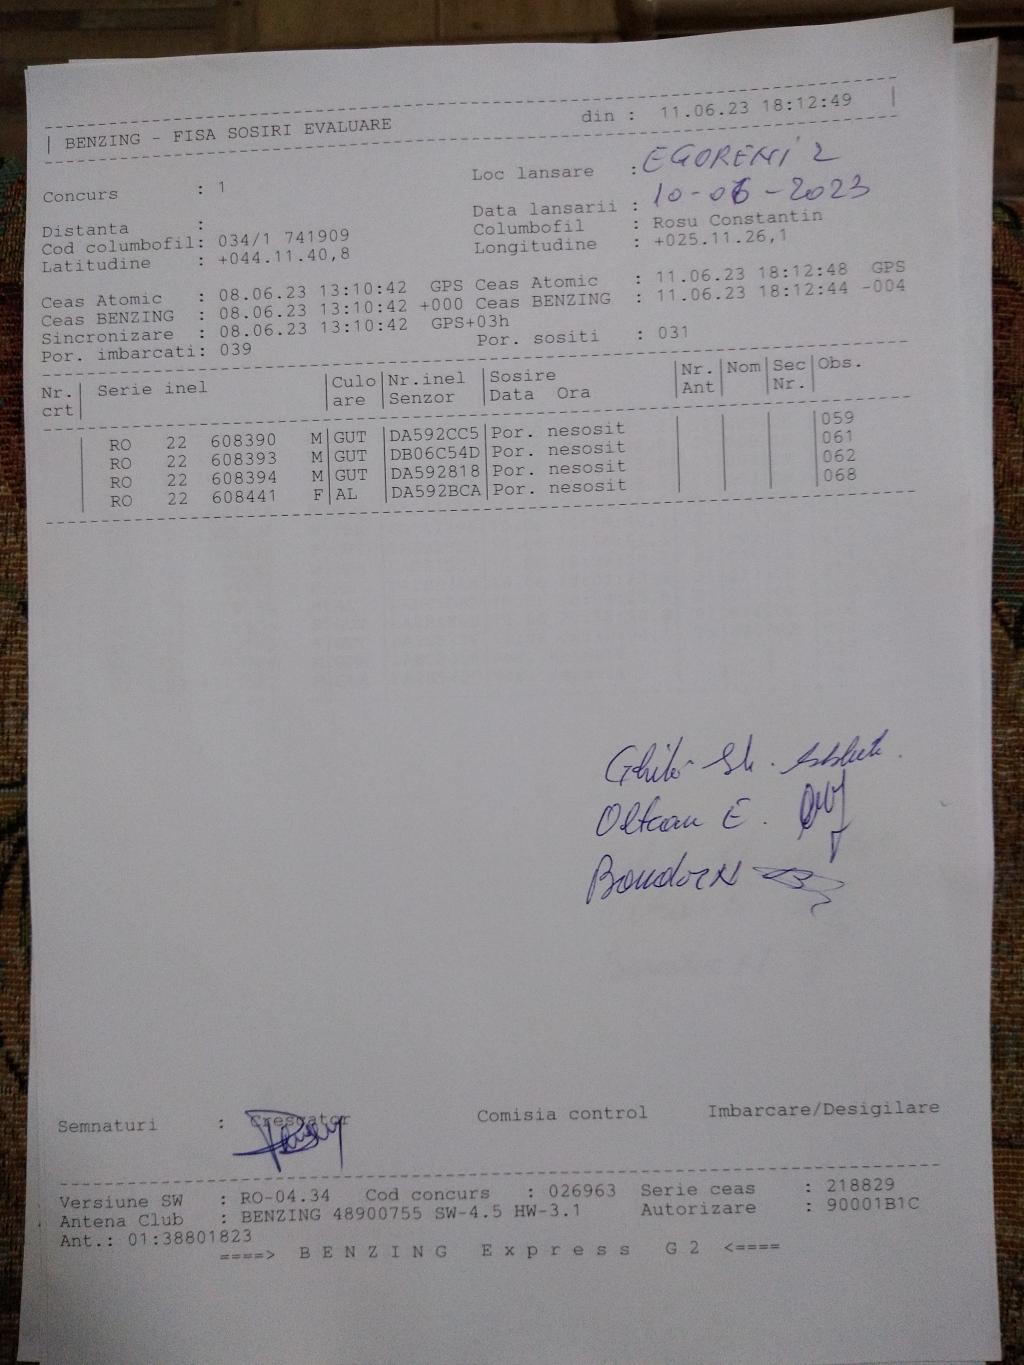 | BENZING - FISA SOSIRI EVALUARE din : 11.06.23 18:12:49 |
Concurs : 1 Loc lansare : EGORENI 2
Distanta : Data lansarii : 10-06-2023
Cod columbofil: 034/1 741909 Columbofil : Rosu Constantin
Latitudine : +044.11.40,8 Longitudine : +025.11.26,1
Ceas Atomic : 08.06.23 13:10:42 GPS Ceas Atomic : 11.06.23 18:12:48 GPS
Ceas BENZING : 08.06.23 13:10:42 +000 Ceas BENZING : 11.06.23 18:12:44 -004
Sincronizare : 08.06.23 13:10:42 GPS+03h
Por. imbarcati: 039 Por. sositi : 031
Nr.| Serie inel |Culo|Nr.inel |Sosire |Nr.|Nom|Sec|Obs.
crt| |are |Senzor |Data Ora |Ant| |Nr.|
RO 22 608390 M|GUT |DA592CC5|Por. nesosit | | | |059
RO 22 608393 M|GUT |DB06C54D|Por. nesosit | | | |061
RO 22 608394 M|GUT |DA592818|Por. nesosit | | | |062
RO 22 608441 F|AL |DA592BCA|Por. nesosit | | | |068
Oltean E.
Semnaturi : Crescator Comisia control Imbarcare/Desigilare
Versiune SW : RO-04.34 Cod concurs : 026963 Serie ceas : 218829
Antena Club : BENZING 48900755 SW-4.5 HW-3.1 Autorizare : 90001B1C
Ant.: 01:38801823
====> B E N Z I N G E x p r e s s G 2 <====